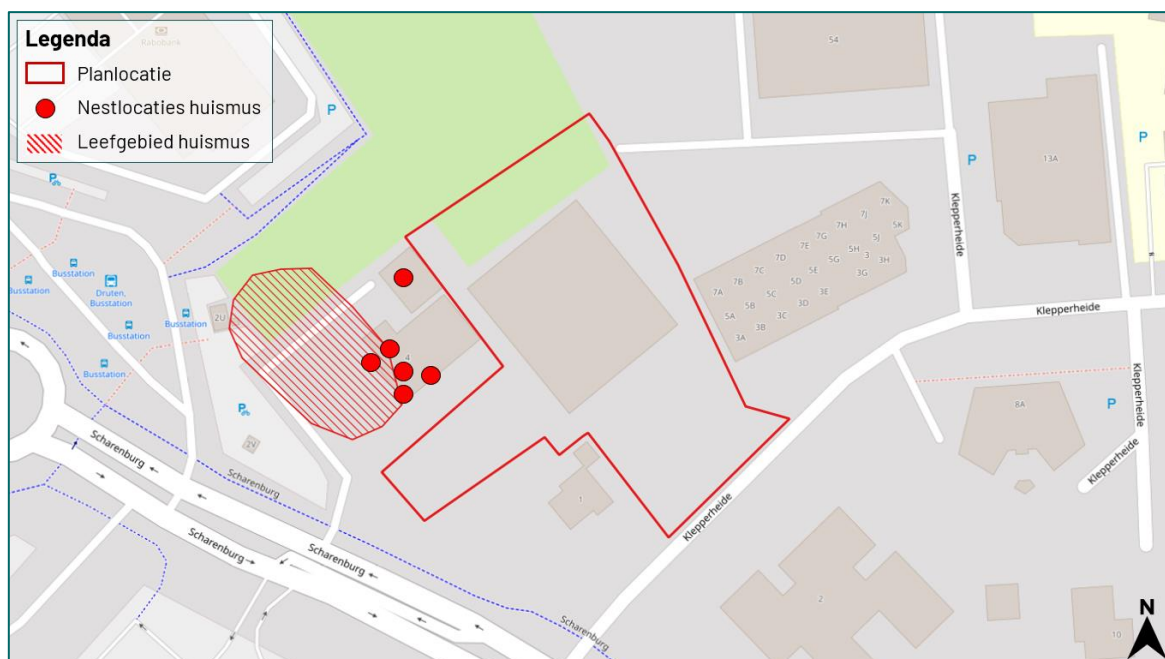 Legenda
Planlocatie
Nestlocaties huismus
Leefgebied huismus
Rabobank
P
54
P
P
13A
P
Klepperheide
7K
7J
5K
7H
5J
7G
5H
3H
7E
3
7D
5G
3G
7C
5E
7B
5D
3E
7A
5C
3D
5B
3C
5A
3B
3A
Busstation
Busstation
Druten,
Busstation
Busstation
Busstation
Busstation
2U
4
P
Klepperheide
Klepperheide
8A
P
Klepperheide
Klepperheide
Scharenburg
Scharenburg
Scharenburg
Scharenburg
Scharenburg
1
Klepperheide
2
10
N